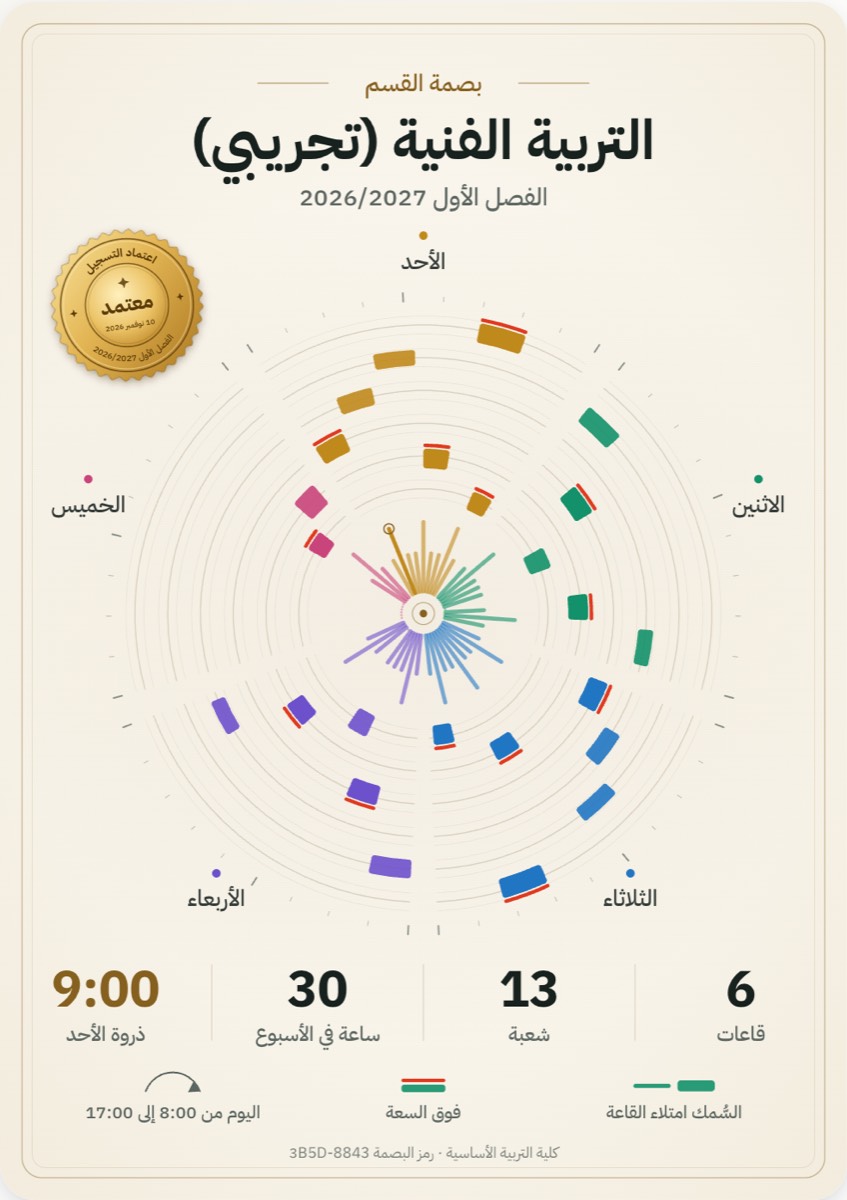 بصمة القسم
التربية الفنية (تجريبي)
الفصل الأول 2026/2027
اعتماد التسجيل
معتمد
10 نوفمبر 2026
الفصل الأول 2026/2027
الأحد
الاثنين
الخميس
الثلاثاء
الأربعاء
6
قاعات
13
شعبة
30
ساعة في الأسبوع
9:00
ذروة الأحد
السُمك امتلاء القاعة
فوق السعة
اليوم من 8:00 إلى 17:00
كلية التربية الأساسية · رمز البصمة 3B5D-8843